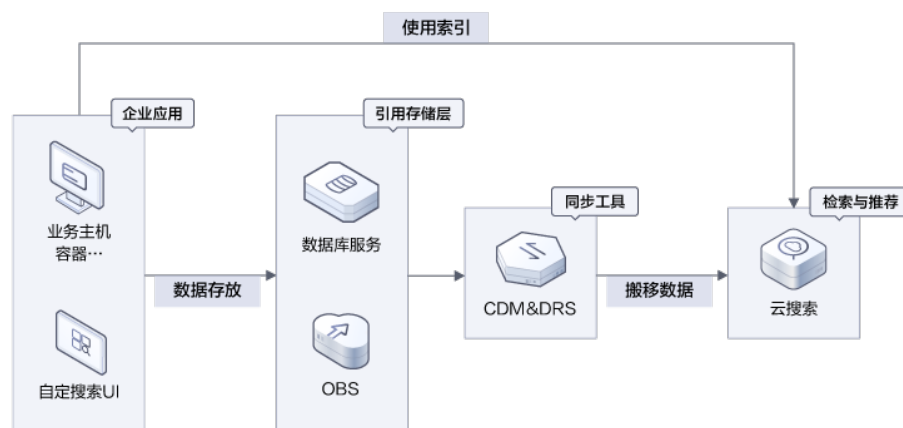 使用索引
企业应用
业务主机
容器…
自定搜索UI
数据存放
引用存储层
数据库服务
OBS
同步工具
CDM&DRS
搬移数据
检索与推荐
云搜索